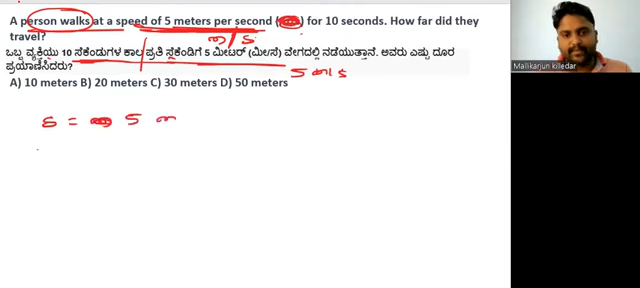 A person walks at a speed of 5 meters per second ( ) for 10 seconds. How far did they
travel?
m/s
ಒಬ್ಬ ವ್ಯಕ್ತಿಯು 10 ಸೆಕೆಂಡುಗಳ ಕಾಲ ಪ್ರತಿ ಸೆಕೆಂಡಿಗೆ 5 ಮೀಟರ್ (ಮೀ/ಸೆ) ವೇಗದಲ್ಲಿ ನಡೆಯುತ್ತಾನೆ. ಅವರು ಎಷ್ಟು ದೂರ
ಪ್ರಯಾಣಿಸಿದರು?
5 m/s
A) 10 meters B) 20 meters C) 30 meters D) 50 meters
s = 5 m
Mallikarjun killedar